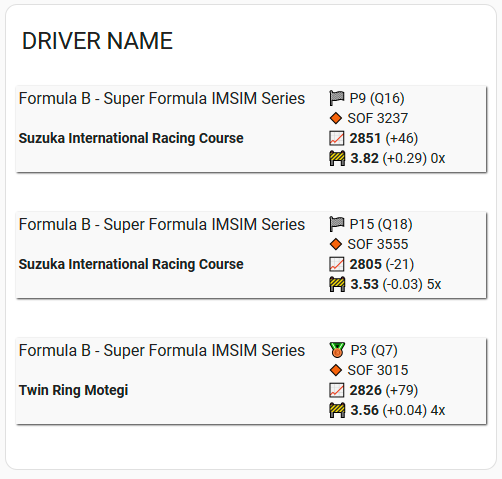 DRIVER NAME
Formula B - Super Formula IMSIM Series
P9 (Q16)
SOF 3237
Suzuka International Racing Course
2851 (+46)
3.82 (+0.29) 0x
Formula B - Super Formula IMSIM Series
P15 (Q18)
SOF 3555
Suzuka International Racing Course
2805 (-21)
3.53 (-0.03) 5x
Formula B - Super Formula IMSIM Series
P3 (Q7)
SOF 3015
Twin Ring Motegi
2826 (+79)
3.56 (+0.04) 4x